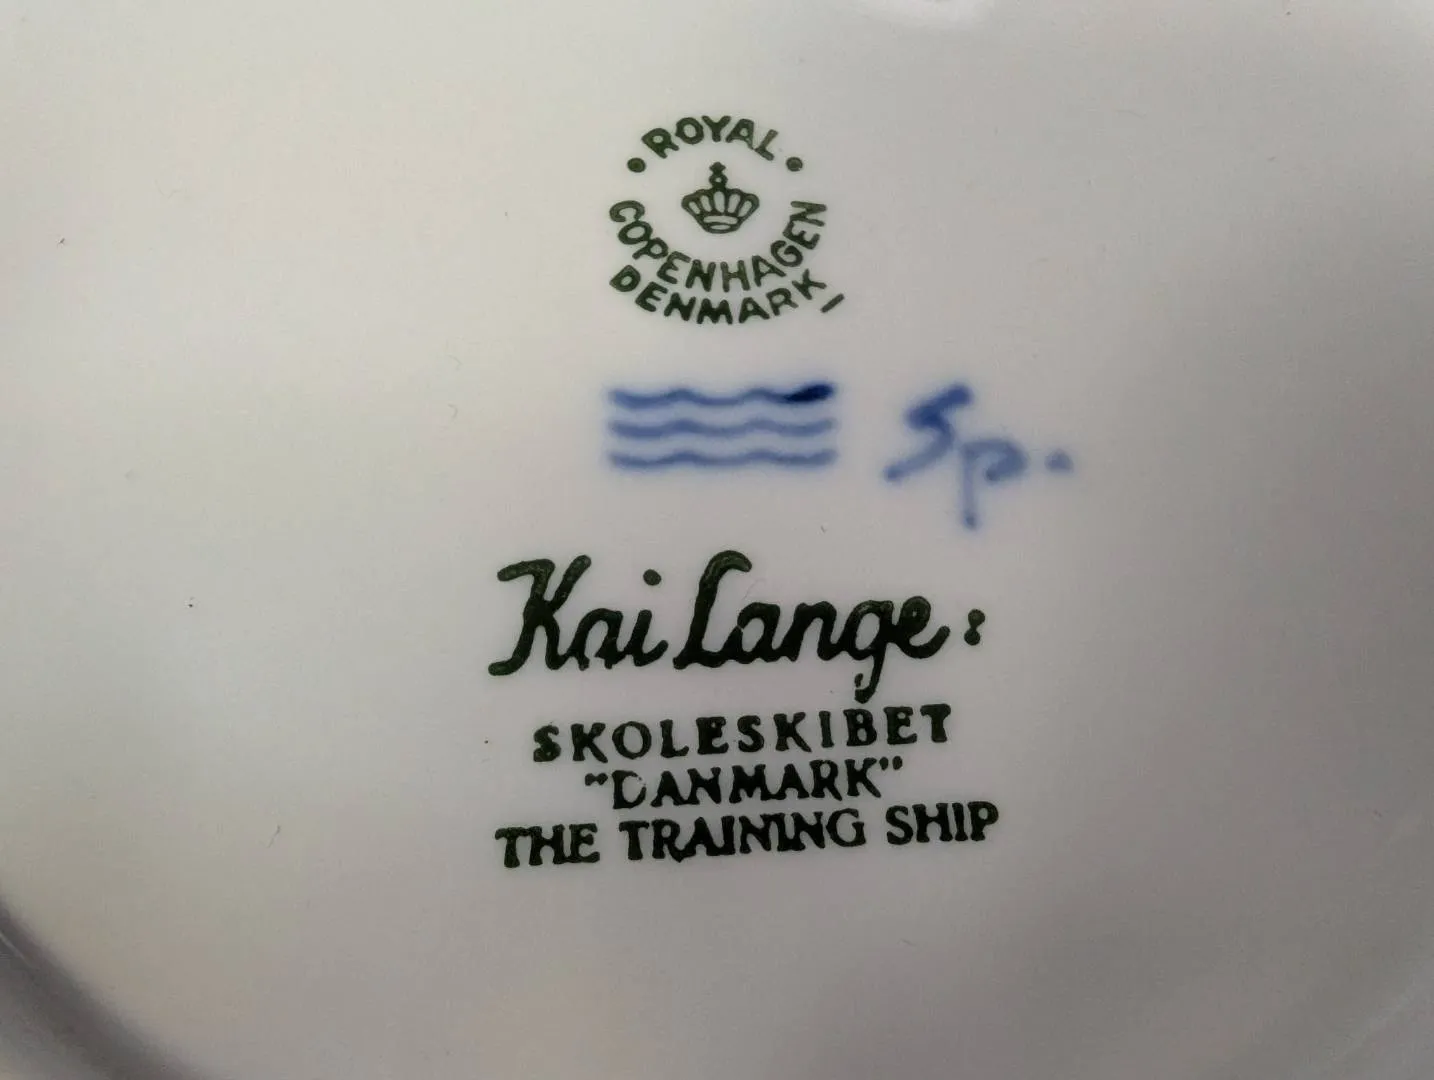 ROYAL
COPENHAGEN
DENMARK
Sp.
Kai Lange:
SKOLESKIBET
"DANMARK"
THE TRAINING SHIP